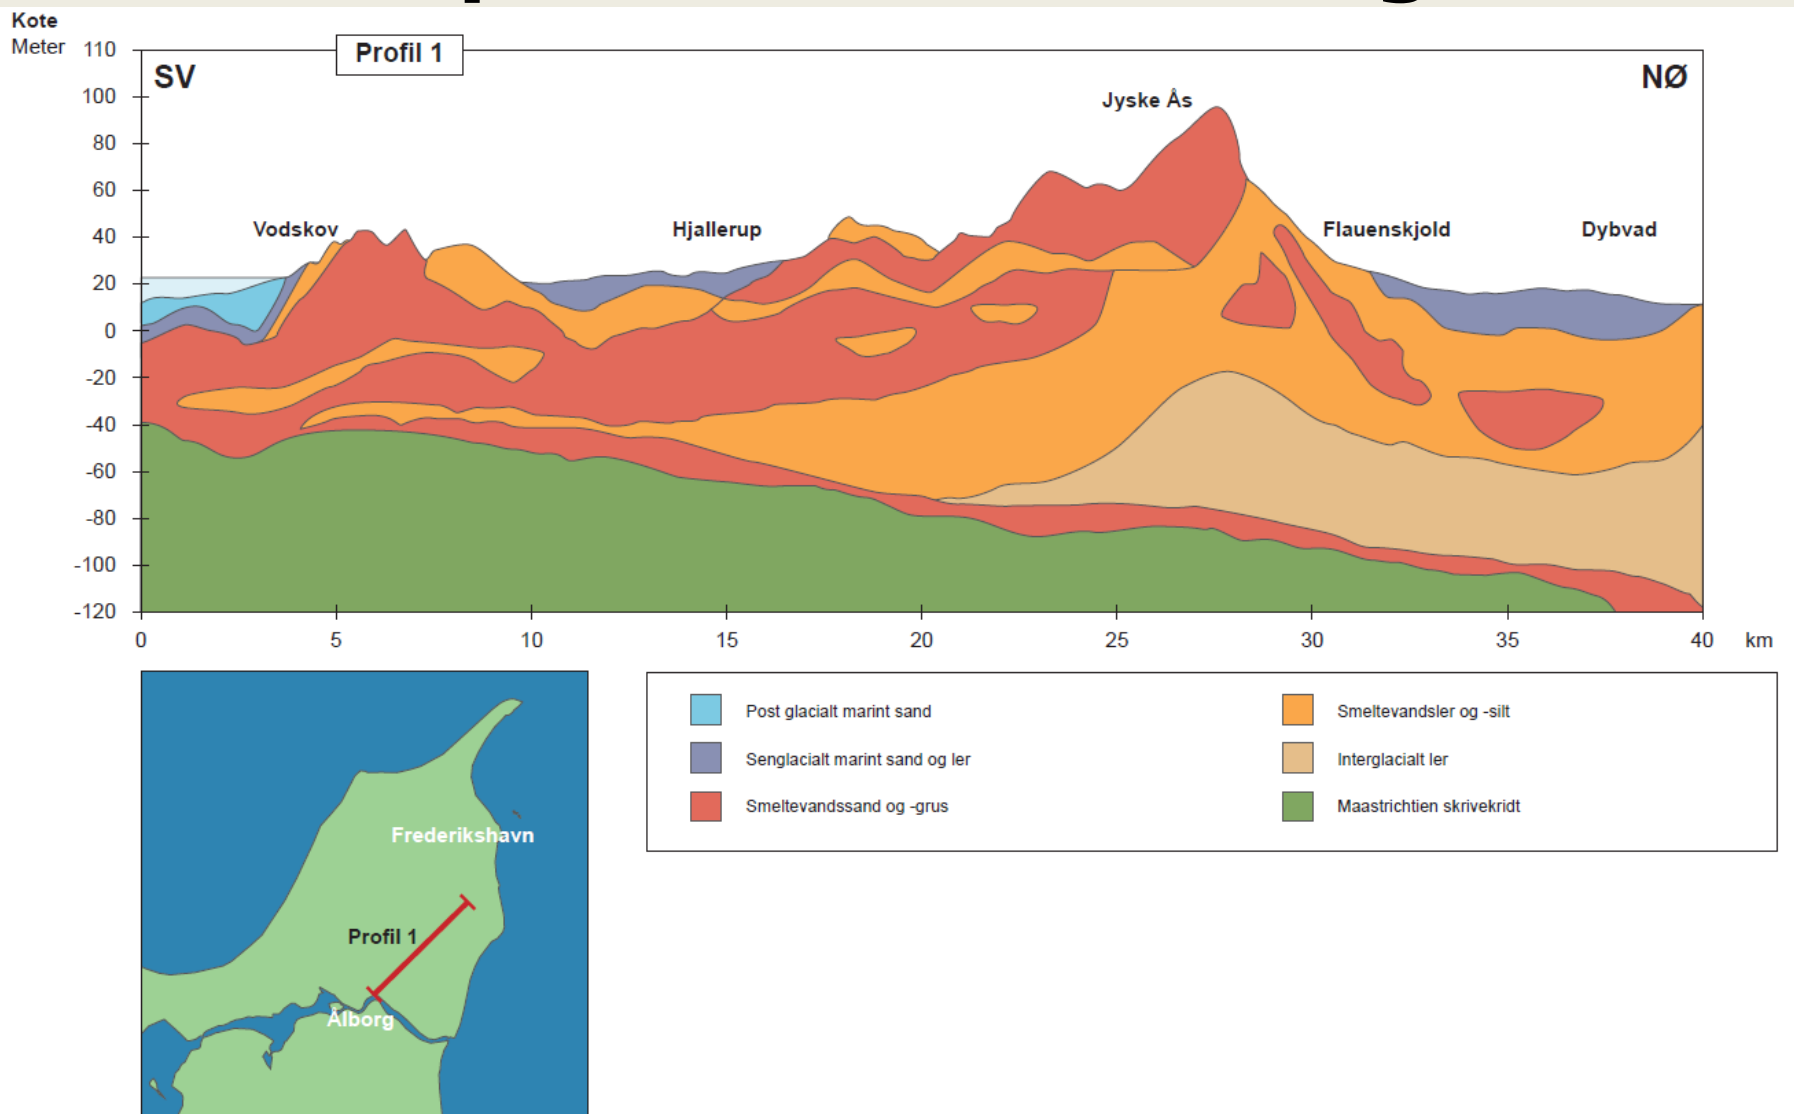 Kote
Meter
Profil 1
SV
NØ
110
100
80
60
40
20
0
-20
-40
-60
-80
-100
-120
Jyske Ås
Vodskov
Hjallerup
Flauenskjold
Dybvad
0 5 10 15 20 25 30 35 40 km
Post glacialt marint sand
Senglacialt marint sand og ler
Smeltevandssand og -grus
Smeltevandsler og -silt
Interglacialt ler
Maastrichtien skrivekridt
Frederikshavn
Profil 1
Ålborg